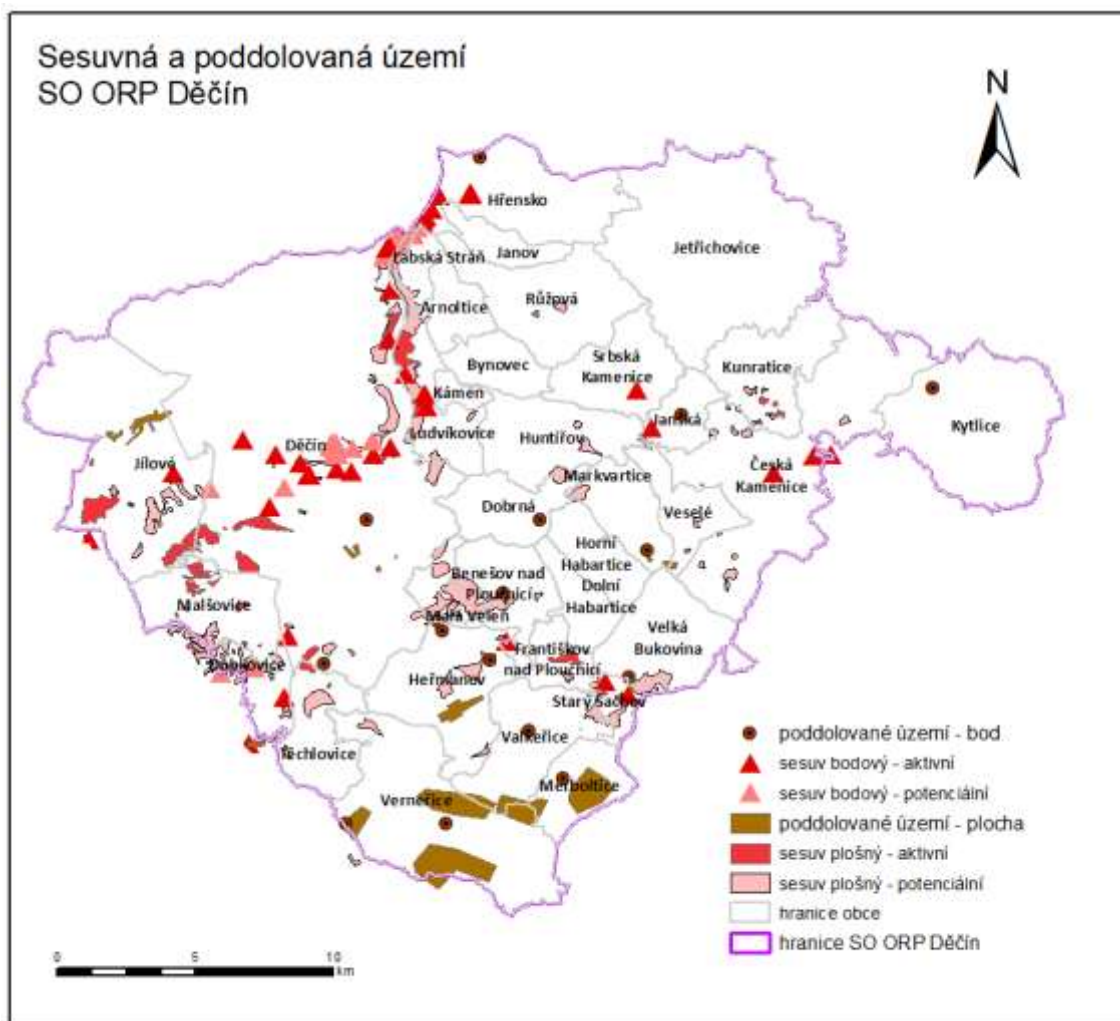 Sesuvná a poddolovaná území
SO ORP Děčín
N
Hřensko
Jetřichovice
Janov
Labská Stráň
Růžová
Arnoltice
Srbská
Kamenice
Kunratice
Bynovec
Kámen
Kytlice
Janská
Ludvíkovice
Huntířov
Děčín
Jílové
Markvartice
Česká
Kamenice
Dobrná
Veselé
Horní
Habartice
Benešov nad
Ploučnicí
Dolní
Habartice
Malá Veleň
Malšovice
Velká
Bukovina
Františkov
nad Ploučnicí
Dobkovice
Heřmanov
Starý Šachov
Valkeřice
Těchlovice
Merboltice
Verneřice
poddolované území - bod
sesuv bodový - aktivní
sesuv bodový - potenciální
poddolované území - plocha
sesuv plošný - aktivní
sesuv plošný - potenciální
hranice obce
hranice SO ORP Děčín
0 5 10
km